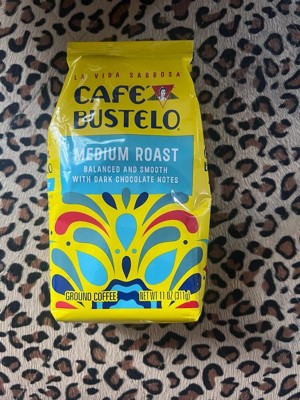 LA VIDA SABROSA
CAFE
BUSTELO®
MEDIUM ROAST
BALANCED AND SMOOTH
WITH DARK CHOCOLATE NOTES
GROUND COFFEE NET WT 11 OZ (311g)